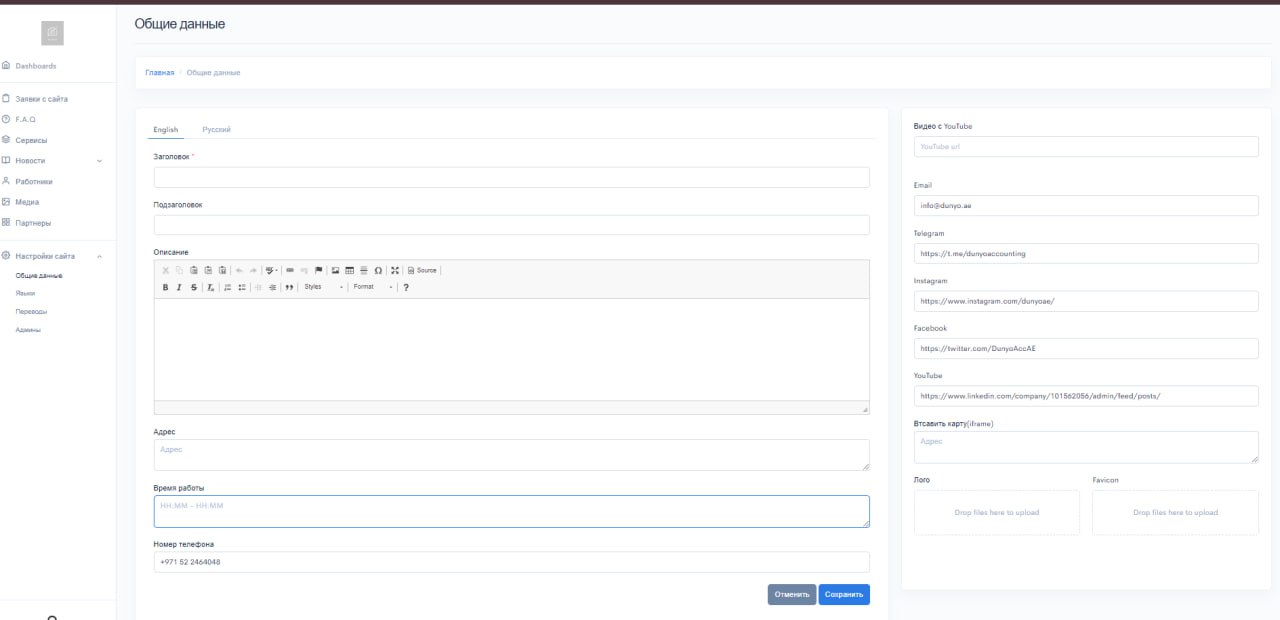 Общие данные
Dashboards
Заявки с сайта
F.A.Q
Сервисы
Новости
Работники
Медиа
Партнеры
Настройки сайта
Общие данные
Языки
Переводы
Админы
Главная / Общие данные
English Русский
Заголовок *
Подзаголовок
Описание
Source
B I S Styles Format ?
Адрес
Адрес
Время работы
HH:MM - HH:MM
Номер телефона
+971 52 2464048
Отменить Сохранить
Видео с YouTube
YouTube url
Email
info@dunyo.ae
Telegram
https://t.me/dunyoaccounting
Instagram
https://www.instagram.com/dunyoae/
Facebook
https://twitter.com/DunyoAccAE
YouTube
https://www.linkedin.com/company/101562056/admin/feed/posts/
Втсавить карту(iframe)
Адрес
Лого Favicon
Drop files here to upload Drop files here to upload